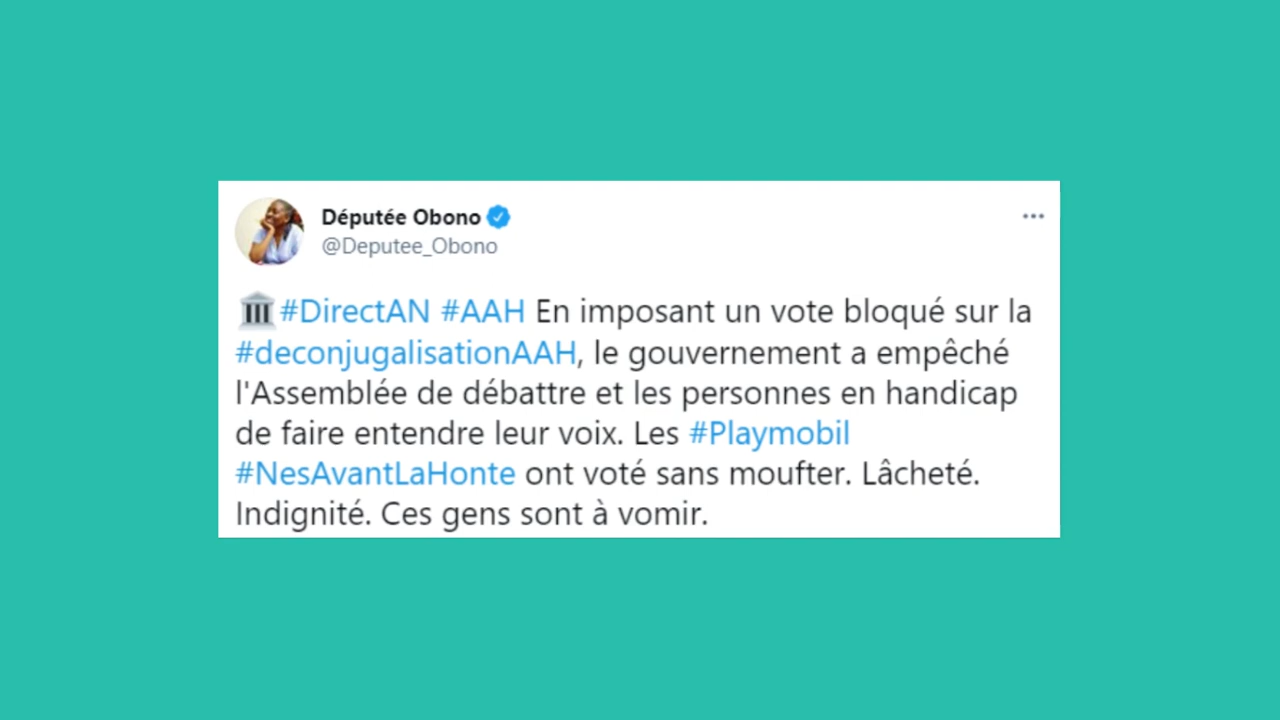 Députée Obono
@Deputee_Obono
🏛️#DirectAN #AAH En imposant un vote bloqué sur la
#deconjugalisationAAH, le gouvernement a empêché
l'Assemblée de débattre et les personnes en handicap
de faire entendre leur voix. Les #Playmobil
#NesAvantLaHonte ont voté sans moufter. Lâcheté.
Indignité. Ces gens sont à vomir.